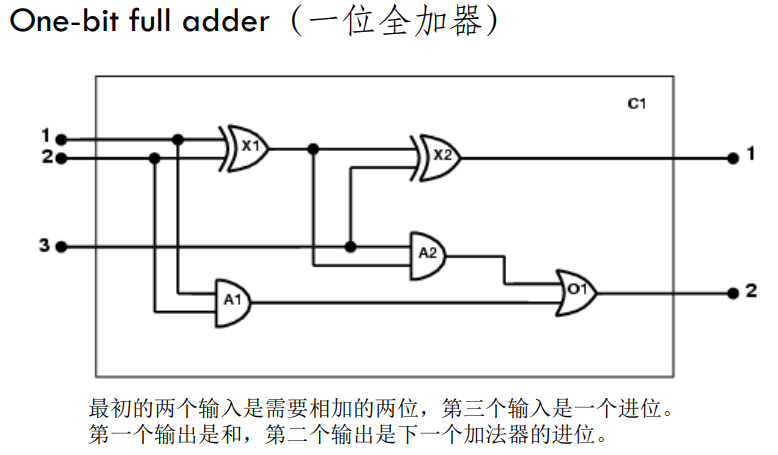 One-bit full adder（一位全加器）
C1
1
2
X1
X2
1
3
A2
A1
O1
2
最初的两个输入是需要相加的两位，第三个输入是一个进位。
第一个输出是和，第二个输出是下一个加法器的进位。